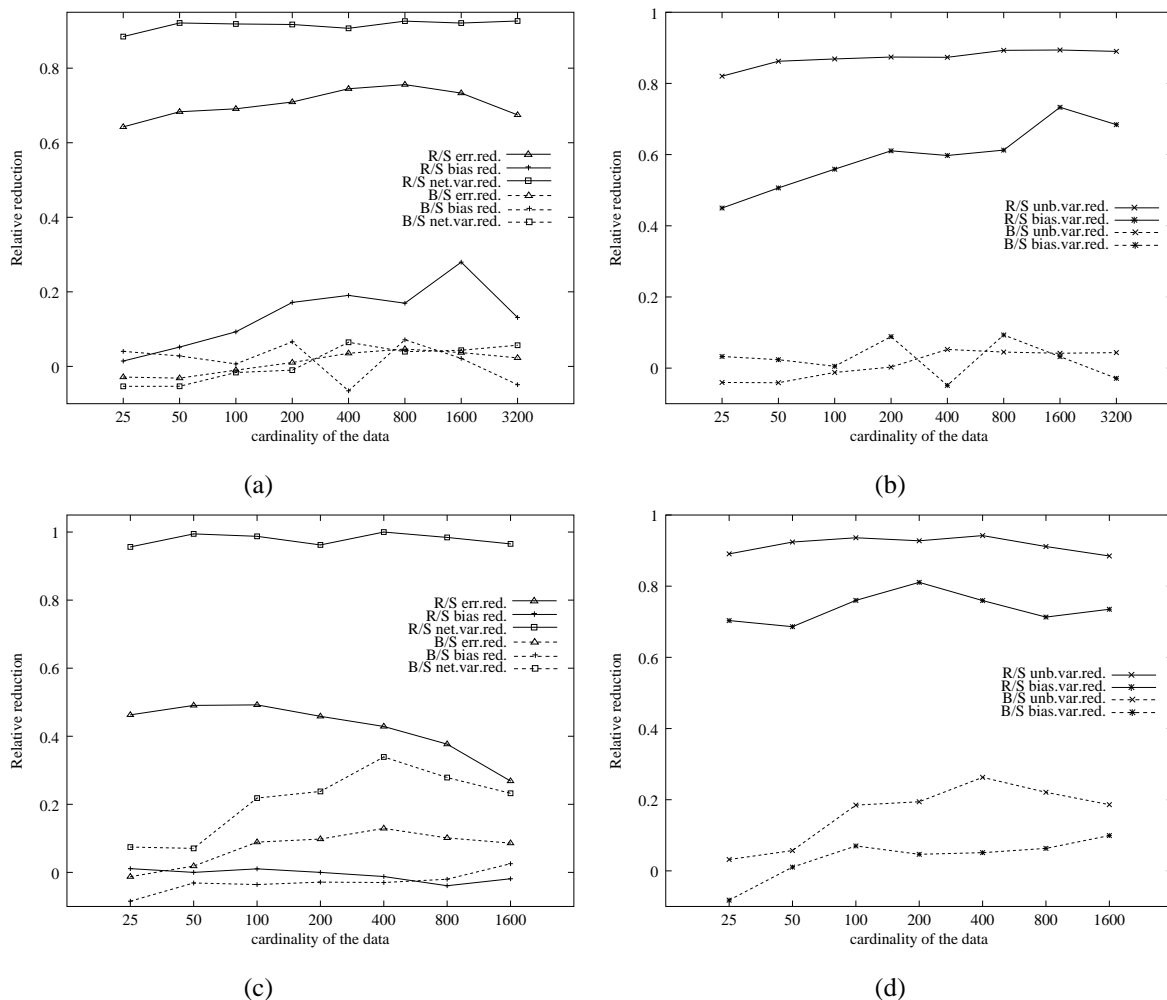 0.8
0.6
0.4
0.2
0
Relative reduction
R/S err.red.
R/S bias red.
R/S net.var.red.
B/S err.red.
B/S bias red.
B/S net.var.red.
25 50 100 200 400 800 1600 3200
cardinality of the data
(a)
1
0.8
0.6
0.4
0.2
0
Relative reduction
R/S unb.var.red.
R/S bias.var.red.
B/S unb.var.red.
B/S bias.var.red.
25 50 100 200 400 800 1600 3200
cardinality of the data
(b)
1
0.8
0.6
0.4
0.2
0
Relative reduction
R/S err.red.
R/S bias red.
R/S net.var.red.
B/S err.red.
B/S bias red.
B/S net.var.red.
25 50 100 200 400 800 1600
cardinality of the data
(c)
1
0.8
0.6
0.4
0.2
0
Relative reduction
R/S unb.var.red.
R/S bias.var.red.
B/S unb.var.red.
B/S bias.var.red.
25 50 100 200 400 800 1600
cardinality of the data
(d)